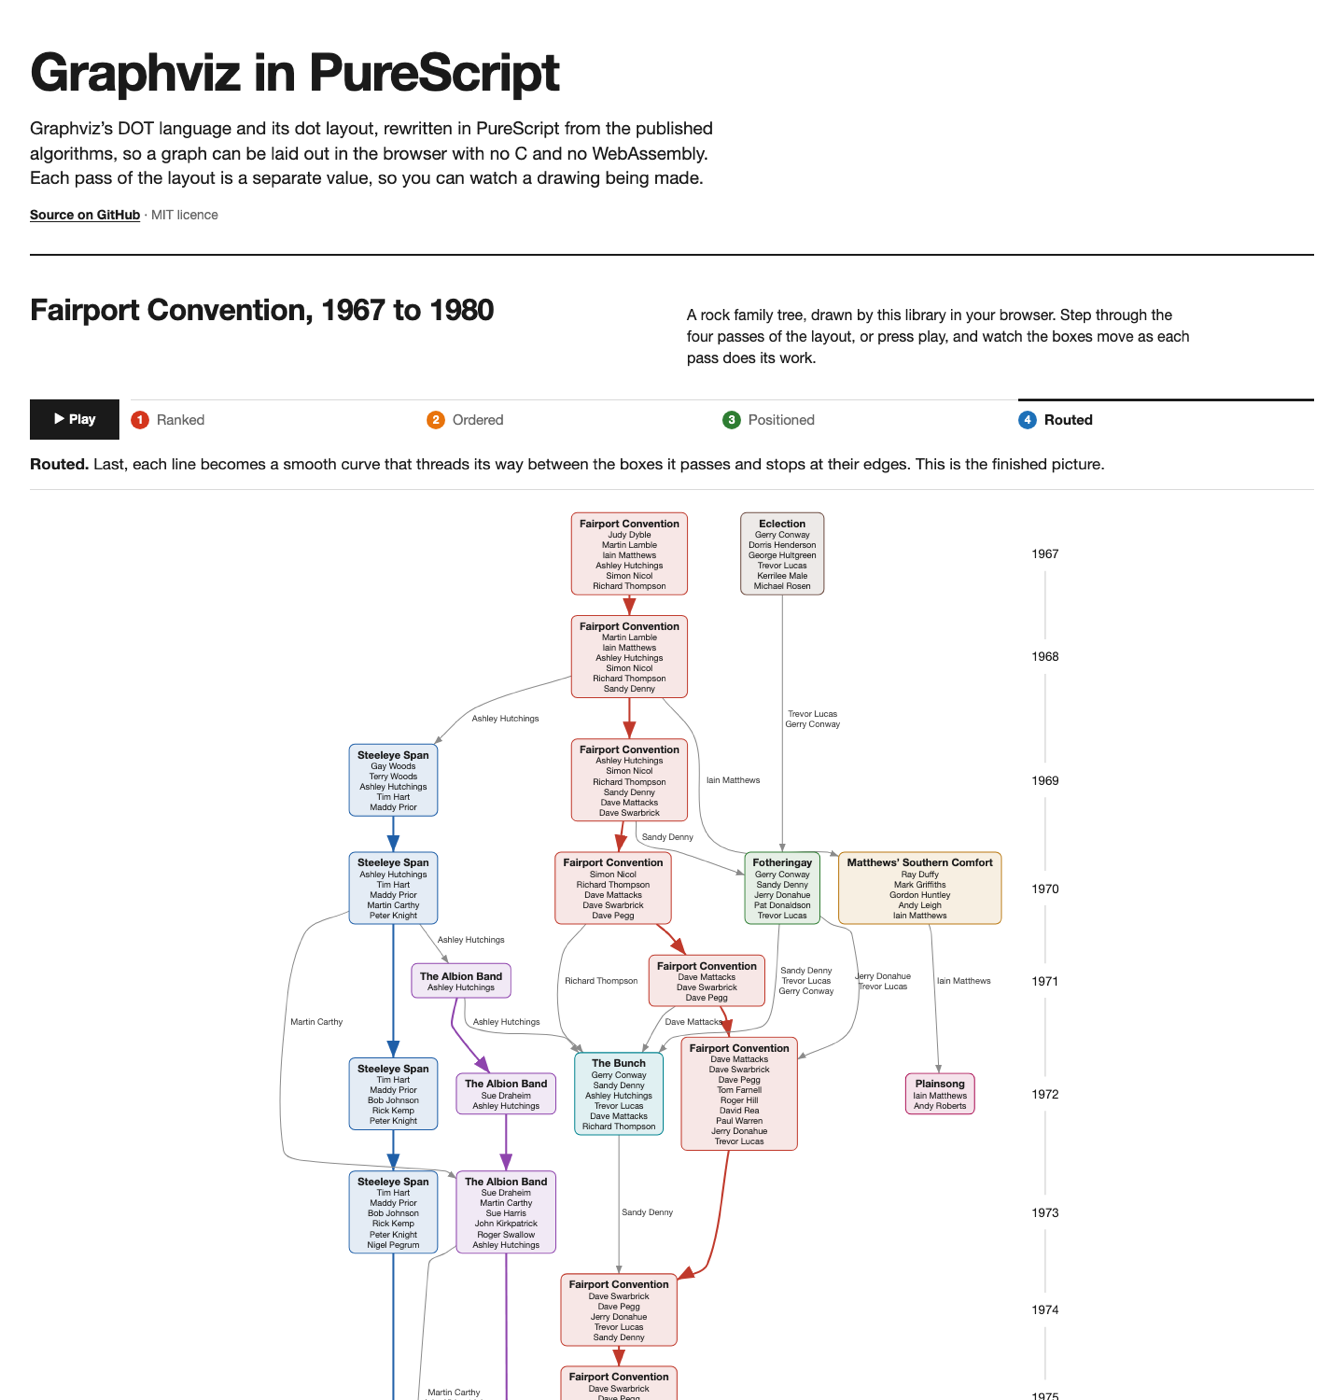 Graphviz in PureScript
Graphviz’s DOT language and its dot layout, rewritten in PureScript from the published
algorithms, so a graph can be laid out in the browser with no C and no WebAssembly.
Each pass of the layout is a separate value, so you can watch a drawing being made.
Source on GitHub · MIT licence
Fairport Convention, 1967 to 1980
A rock family tree, drawn by this library in your browser. Step through the
four passes of the layout, or press play, and watch the boxes move as each
pass does its work.
Play
1 Ranked
2 Ordered
3 Positioned
4 Routed
Routed. Last, each line becomes a smooth curve that threads its way between the boxes it passes and stops at their edges. This is the finished picture.
Fairport Convention
Judy Dyble
Martin Lamble
Iain Matthews
Ashley Hutchings
Simon Nicol
Richard Thompson
Eclection
Gerry Conway
Dorris Henderson
George Hultgreen
Trevor Lucas
Kerrilee Male
Michael Rosen
1967
Fairport Convention
Martin Lamble
Iain Matthews
Ashley Hutchings
Simon Nicol
Richard Thompson
Sandy Denny
1968
Ashley Hutchings
Trevor Lucas
Gerry Conway
Steeleye Span
Gay Woods
Terry Woods
Ashley Hutchings
Tim Hart
Maddy Prior
Fairport Convention
Ashley Hutchings
Simon Nicol
Richard Thompson
Sandy Denny
Dave Mattacks
Dave Swarbrick
Iain Matthews
1969
Sandy Denny
Steeleye Span
Ashley Hutchings
Tim Hart
Maddy Prior
Martin Carthy
Peter Knight
Fairport Convention
Simon Nicol
Richard Thompson
Dave Mattacks
Dave Swarbrick
Dave Pegg
Fotheringay
Gerry Conway
Sandy Denny
Jerry Donahue
Pat Donaldson
Trevor Lucas
Matthews’ Southern Comfort
Ray Duffy
Mark Griffiths
Gordon Huntley
Andy Leigh
Iain Matthews
1970
Ashley Hutchings
The Albion Band
Ashley Hutchings
Richard Thompson
Fairport Convention
Dave Mattacks
Dave Swarbrick
Dave Pegg
Sandy Denny
Trevor Lucas
Gerry Conway
Jerry Donahue
Trevor Lucas
Iain Matthews
1971
Martin Carthy
Ashley Hutchings
Dave Mattacks
Steeleye Span
Tim Hart
Maddy Prior
Bob Johnson
Rick Kemp
Peter Knight
The Albion Band
Sue Draheim
Ashley Hutchings
The Bunch
Gerry Conway
Sandy Denny
Ashley Hutchings
Trevor Lucas
Dave Mattacks
Richard Thompson
Fairport Convention
Dave Mattacks
Dave Swarbrick
Dave Pegg
Tom Farnell
Roger Hill
David Rea
Paul Warren
Jerry Donahue
Trevor Lucas
Plainsong
Iain Matthews
Andy Roberts
1972
Steeleye Span
Tim Hart
Maddy Prior
Bob Johnson
Rick Kemp
Peter Knight
Nigel Pegrum
The Albion Band
Sue Draheim
Martin Carthy
Sue Harris
John Kirkpatrick
Roger Swallow
Ashley Hutchings
Sandy Denny
1973
Fairport Convention
Dave Swarbrick
Dave Pegg
Jerry Donahue
Trevor Lucas
Sandy Denny
1974
Fairport Convention
Dave Swarbrick
Dave Pegg
Martin Carthy
1975